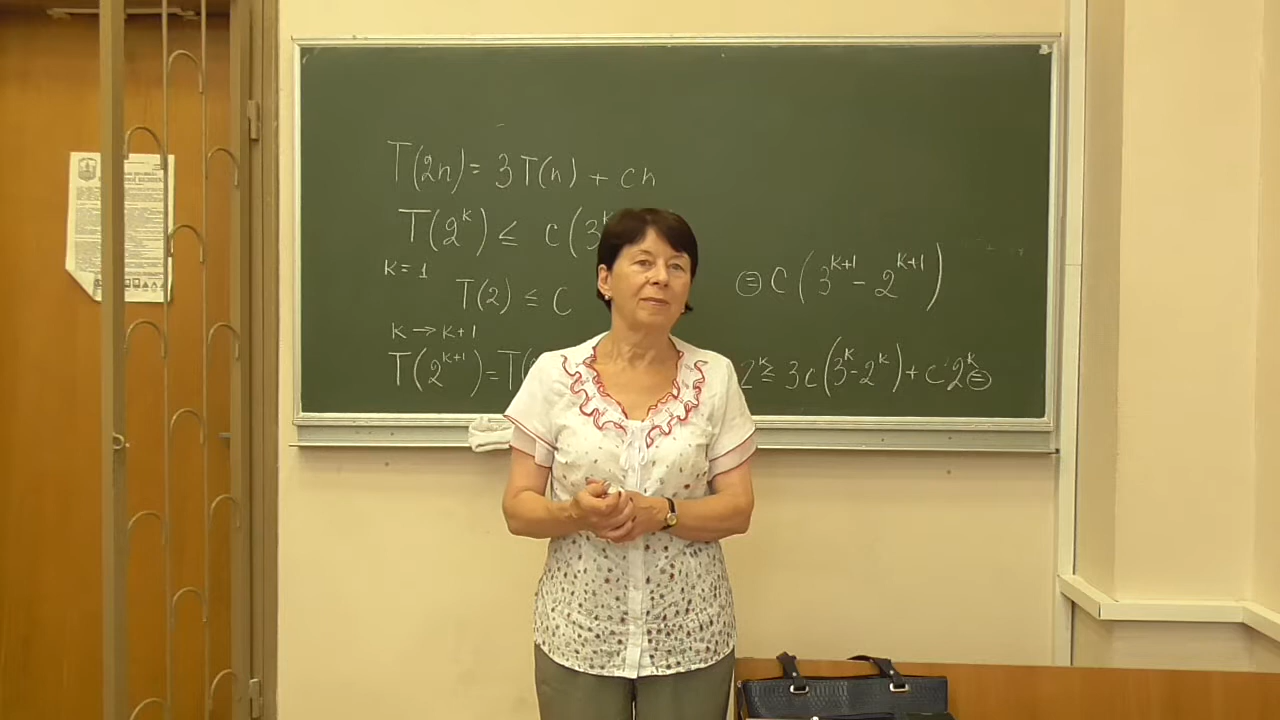 T(2n) = 3T(n) + cn
T(2^k) ≤ c(3^k
k = 1
T(2) ≤ C
k → k+1
T(2^{k+1}) = T( 2^k ≤ 3c(3^k - 2^k) + c 2^k ⊜
⊜ C(3^{k+1} - 2^{k+1})